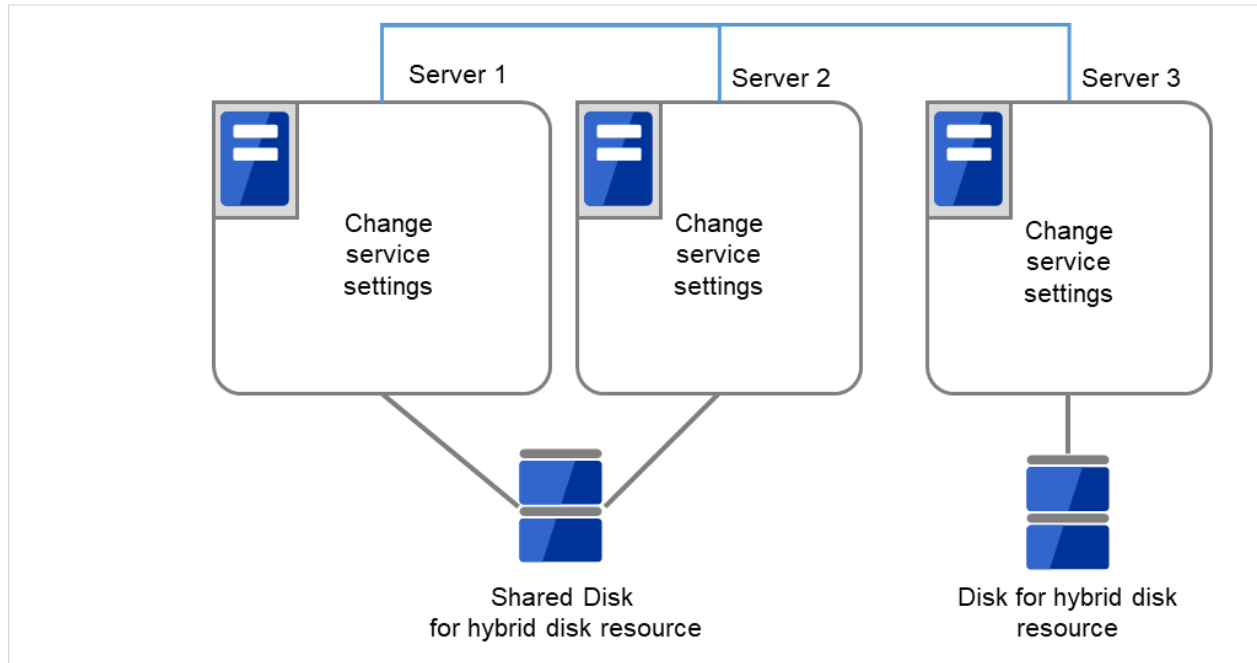 Server 1
Server 2
Server 3
Change
service
settings
Change
service
settings
Change
service
settings
Shared Disk
for hybrid disk resource
Disk for hybrid disk
resource